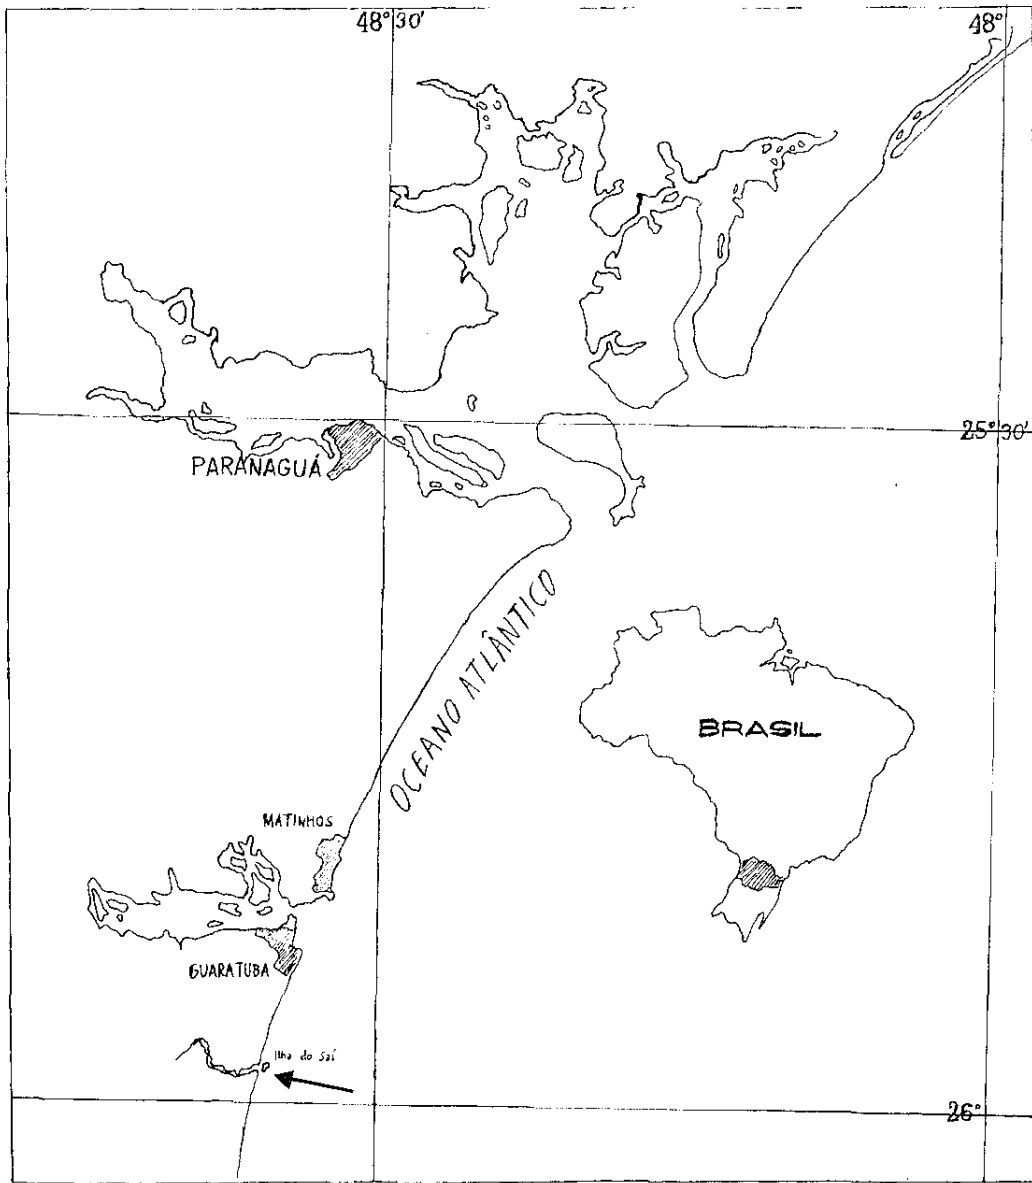 48°30'
48°
25°30'
PARANAGUÁ
OCEANO ATLÂNTICO
BRASIL
MATINHOS
GUARATUBA
Ilha do Saí
26°